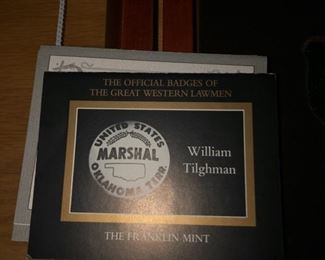 THE OFFICIAL BADGES OF
THE GREAT WESTERN LAWMEN
UNITED STATES
MARSHAL
OKLAHOMA TERR.
William
Tilghman
THE FRANKLIN MINT